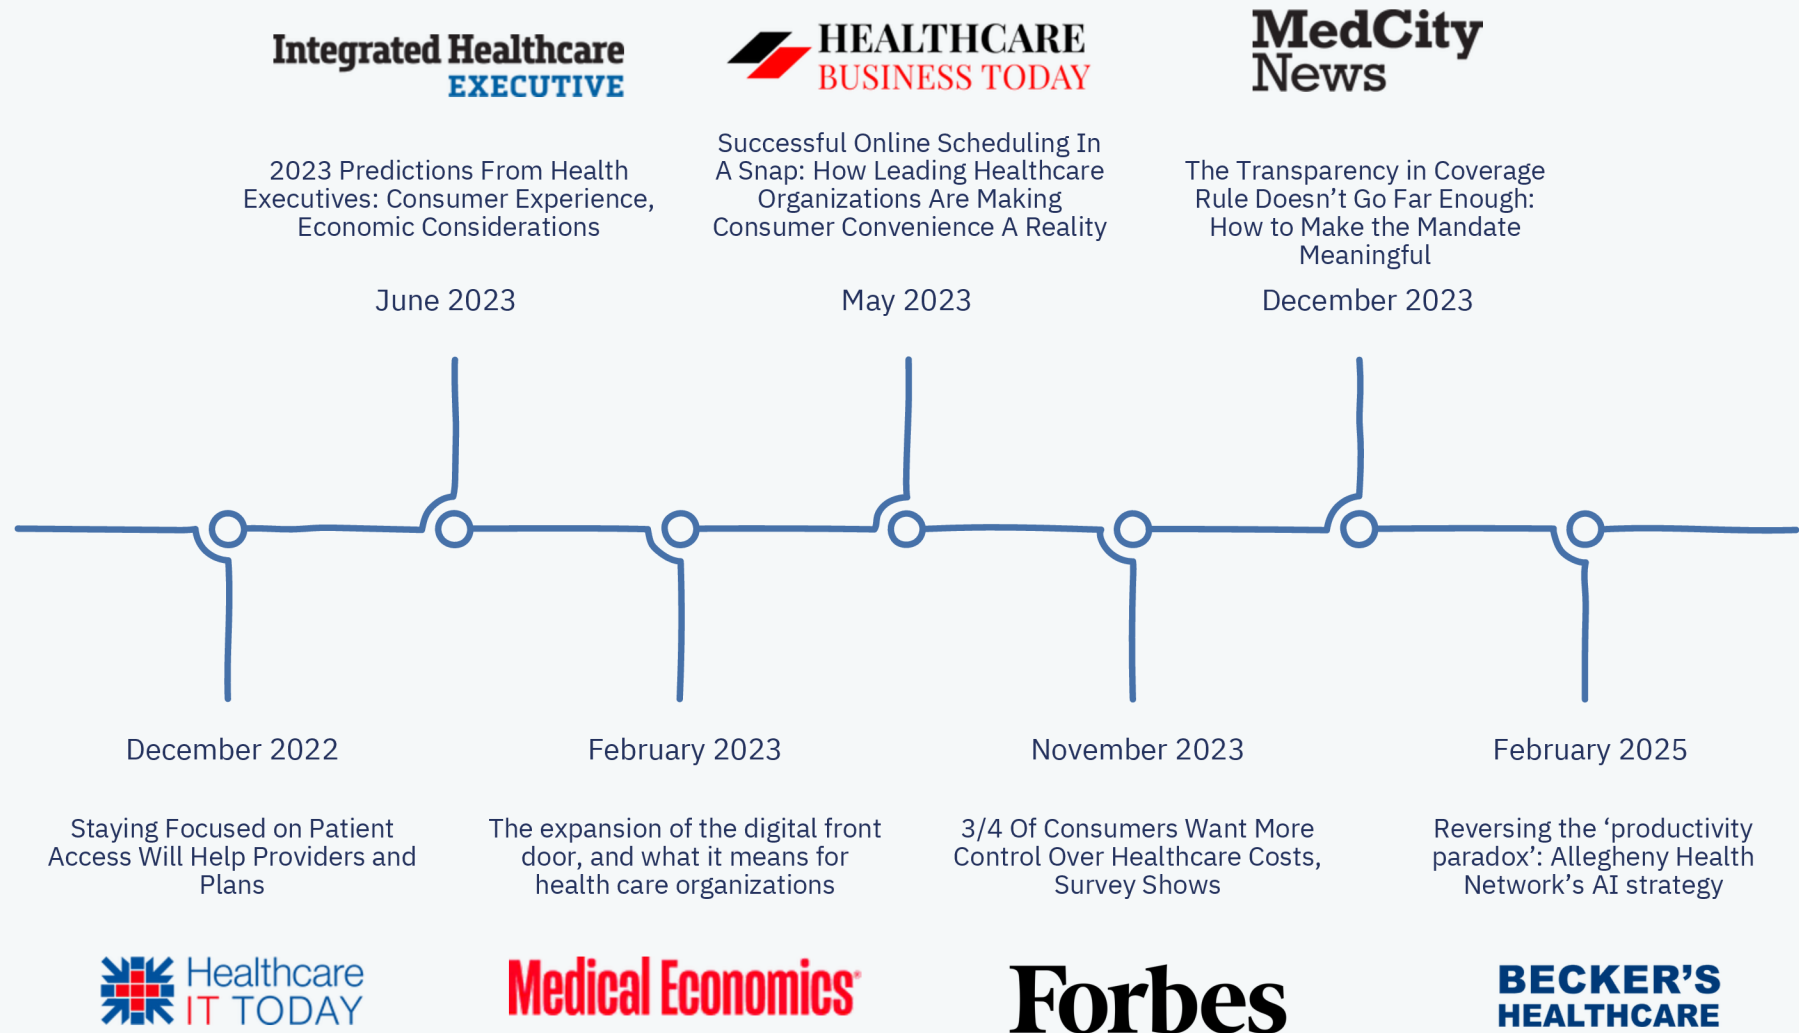 Integrated Healthcare
EXECUTIVE
2023 Predictions From Health
Executives: Consumer Experience,
Economic Considerations
June 2023
HEALTHCARE
BUSINESS TODAY
Successful Online Scheduling In
A Snap: How Leading Healthcare
Organizations Are Making
Consumer Convenience A Reality
May 2023
MedCity
News
The Transparency in Coverage
Rule Doesn’t Go Far Enough:
How to Make the Mandate
Meaningful
December 2023
December 2022
Staying Focused on Patient
Access Will Help Providers and
Plans
Healthcare
IT TODAY
February 2023
The expansion of the digital front
door, and what it means for
health care organizations
Medical Economics®
November 2023
3/4 Of Consumers Want More
Control Over Healthcare Costs,
Survey Shows
Forbes
February 2025
Reversing the ‘productivity
paradox’: Allegheny Health
Network’s AI strategy
BECKER’S
HEALTHCARE